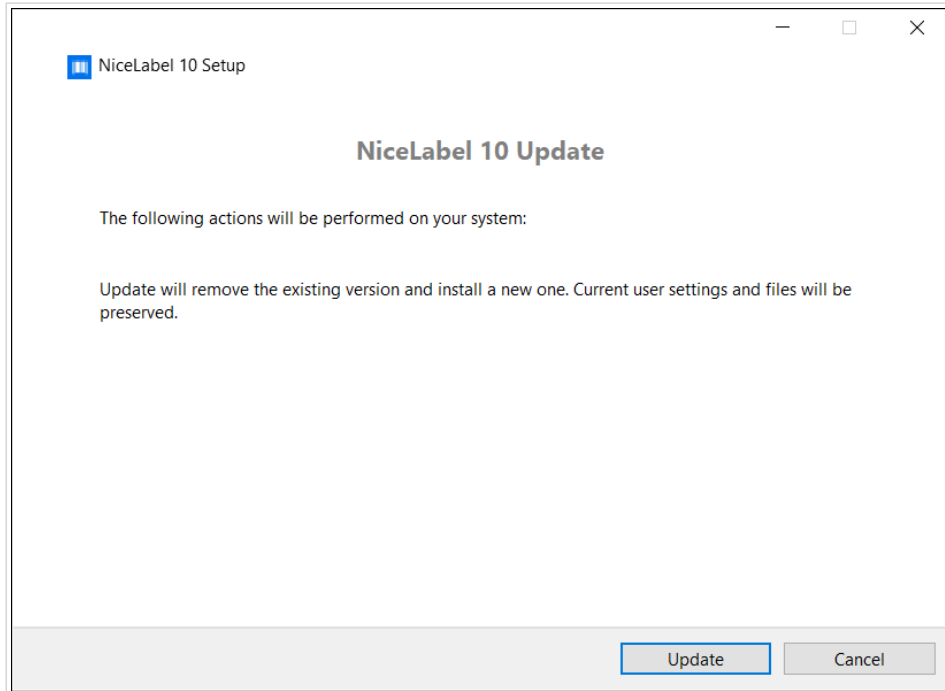 NiceLabel 10 Setup
NiceLabel 10 Update
The following actions will be performed on your system:
Update will remove the existing version and install a new one. Current user settings and files will be
preserved.
Update Cancel